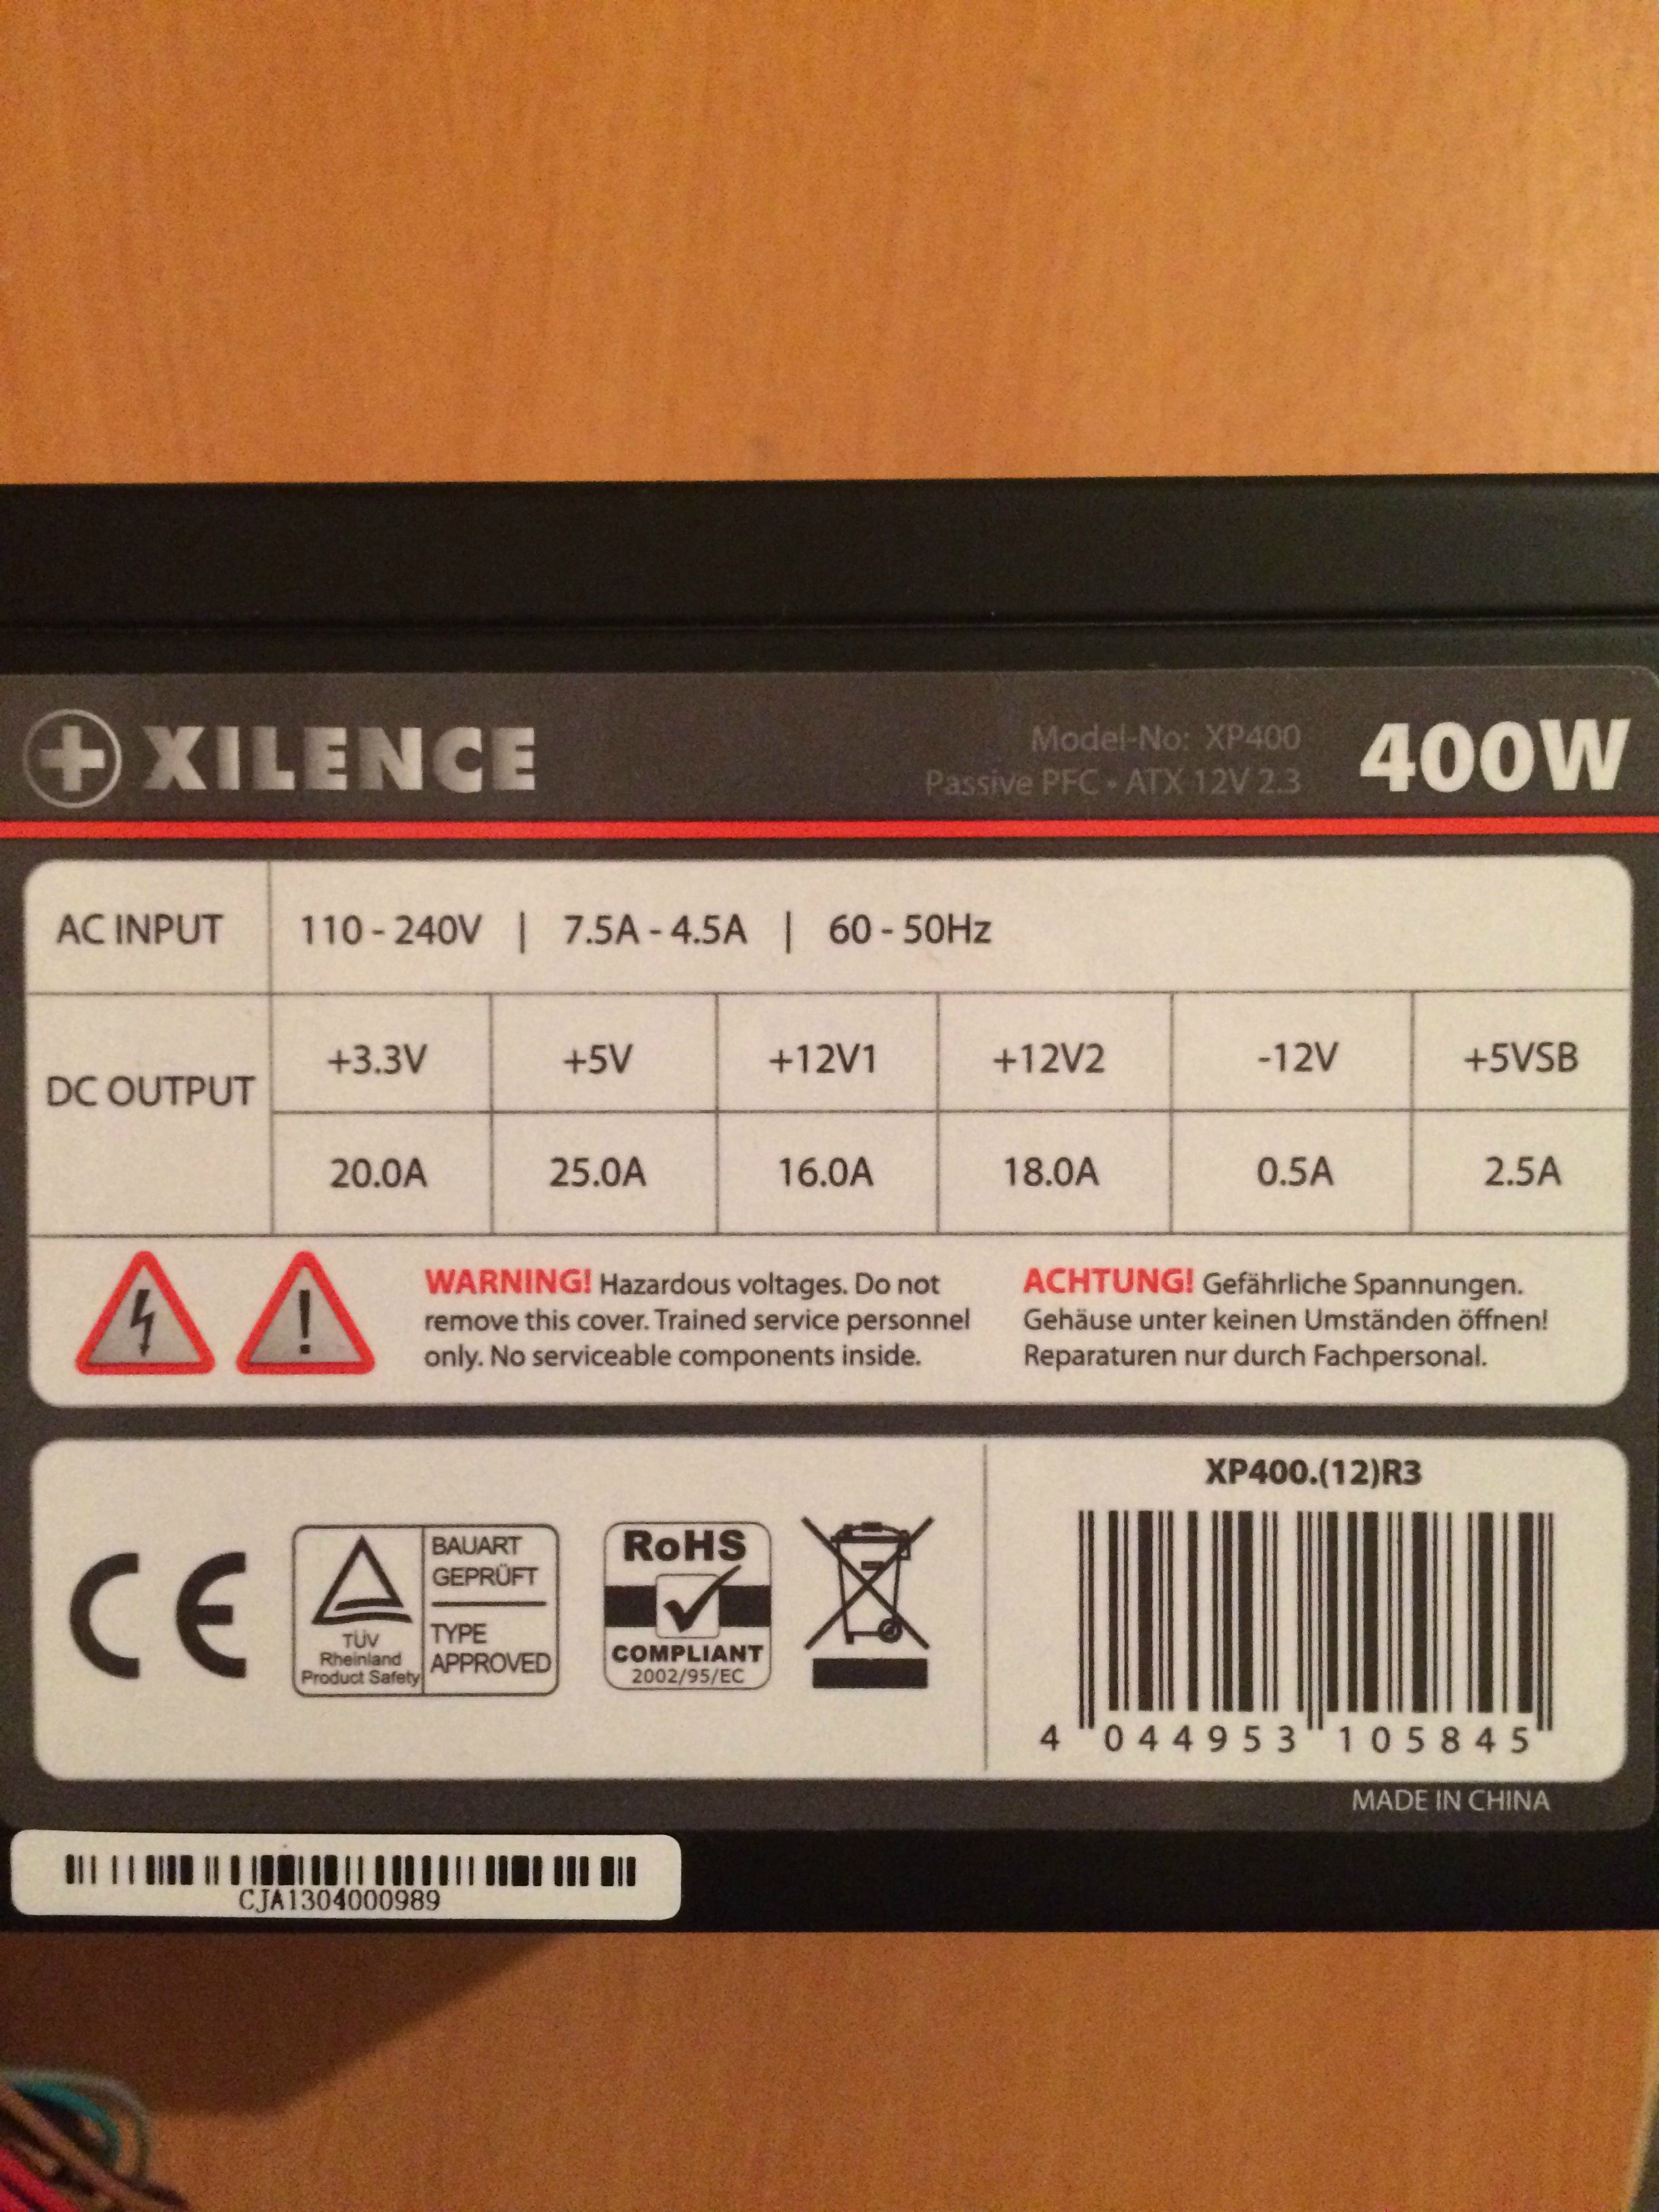 XILENCE
Model-No: XP400
Passive PFC • ATX 12V 2.3
400W
AC INPUT
110 - 240V | 7.5A - 4.5A | 60 - 50Hz
DC OUTPUT
+3.3V +5V +12V1 +12V2 -12V +5VSB
20.0A 25.0A 16.0A 18.0A 0.5A 2.5A
WARNING! Hazardous voltages. Do not
remove this cover. Trained service personnel
only. No serviceable components inside.
ACHTUNG! Gefährliche Spannungen.
Gehäuse unter keinen Umständen öffnen!
Reparaturen nur durch Fachpersonal.
CE
TÜV
Rheinland
Product Safety
BAUART
GEPRÜFT
TYPE
APPROVED
RoHS
COMPLIANT
2002/95/EC
XP400.(12)R3
4 044953 105845
MADE IN CHINA
CJA1304000989